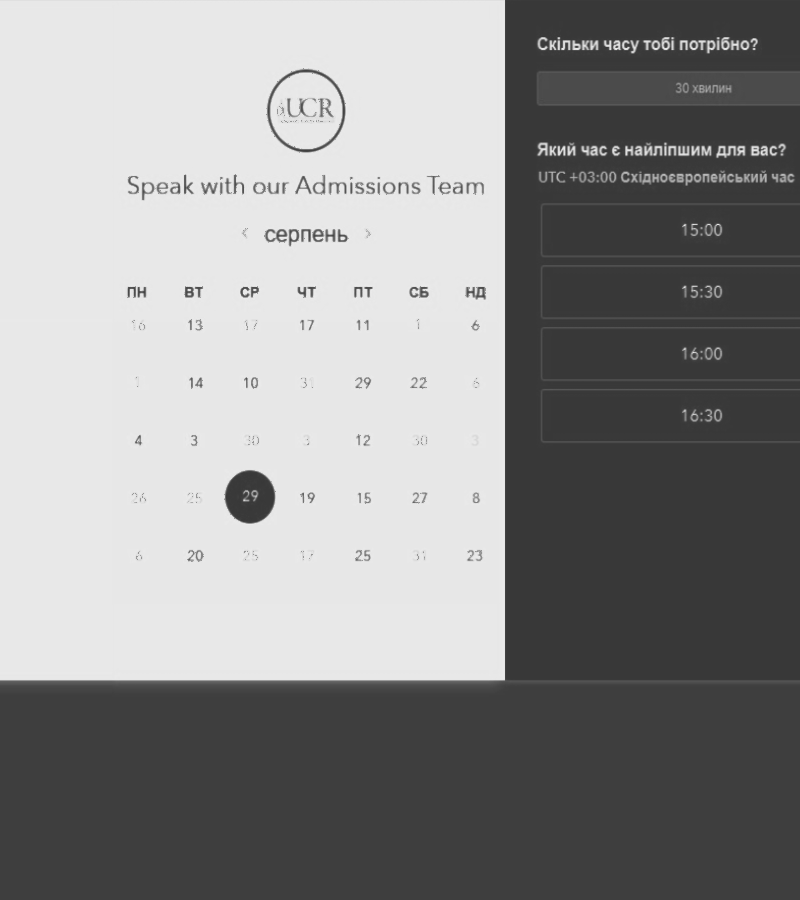 UCR
Speak with our Admissions Team
< серпень >
ПН ВТ СР ЧТ ПТ СБ НД
16 13 17 17 11 1 6
1 14 10 31 29 22 6
4 3 30 3 12 30 3
26 25 29 19 15 27 8
6 20 25 17 25 31 23
Скільки часу тобі потрібно?
30 хвилин
Який час є найліпшим для вас?
UTC +03:00 Східноєвропейський час
15:00
15:30
16:00
16:30